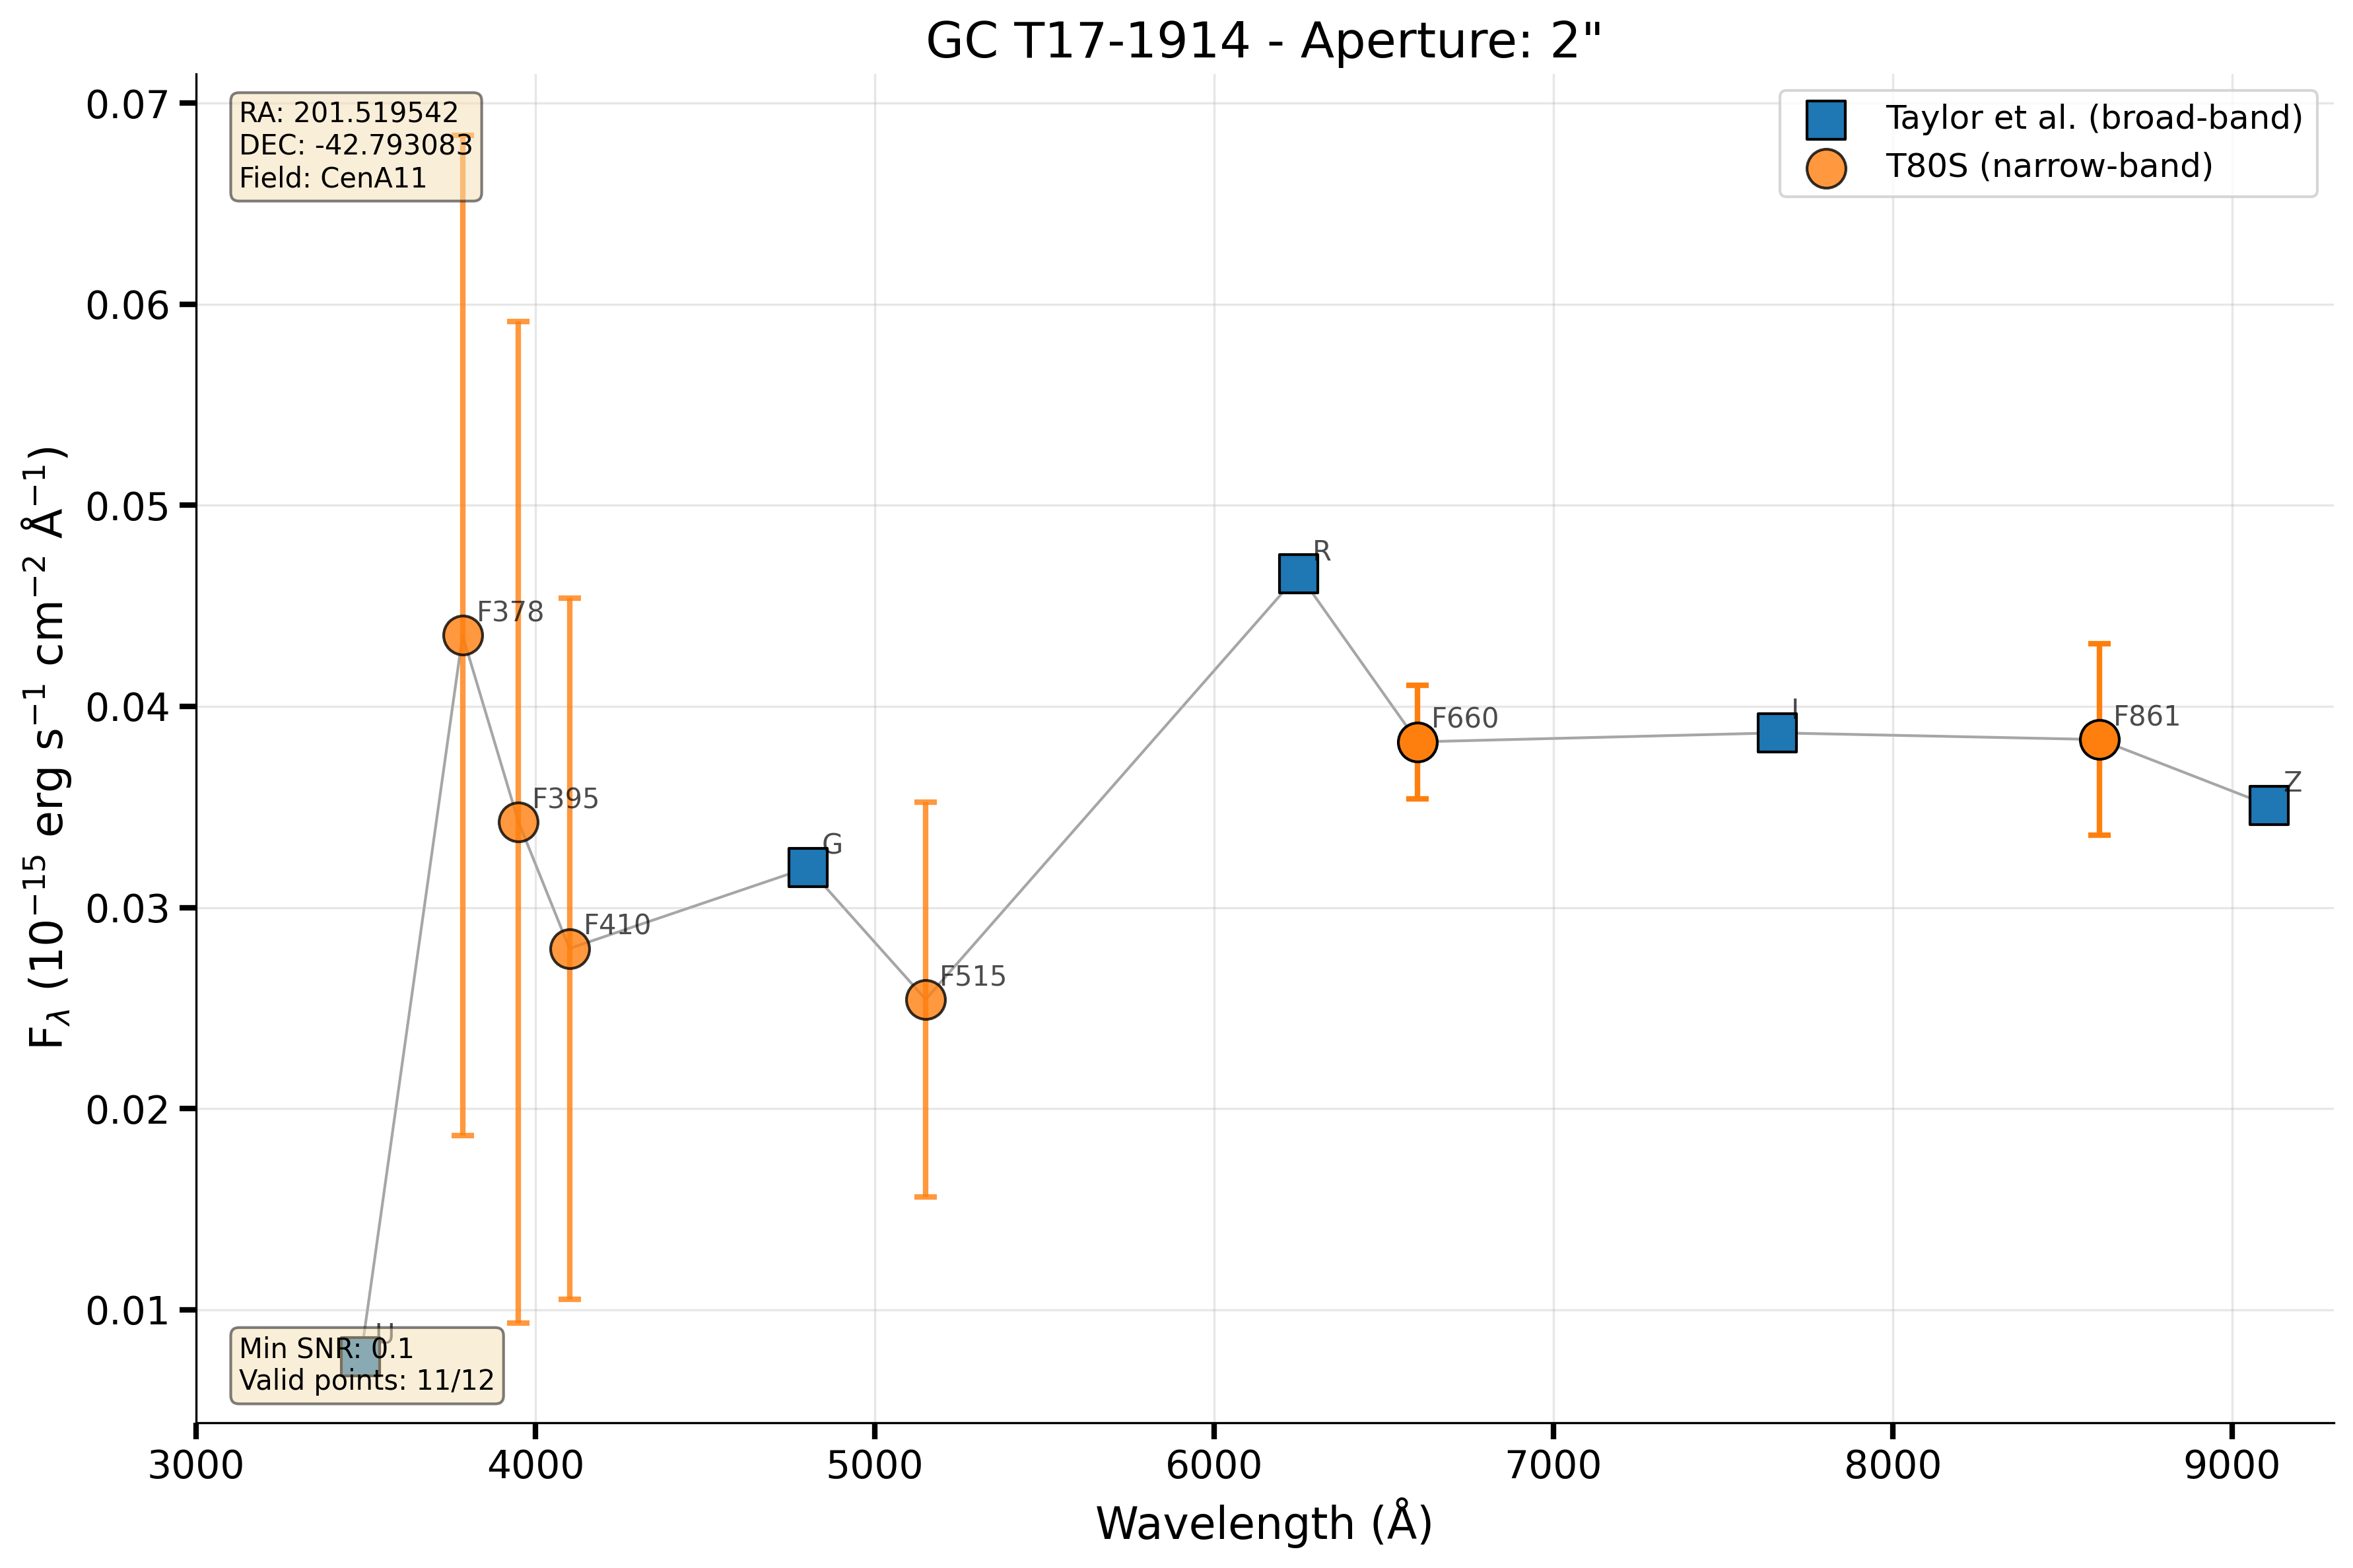 GC T17-1914 - Aperture: 2"
RA: 201.519542
DEC: -42.793083
Field: CenA11
Taylor et al. (broad-band)
T80S (narrow-band)
F$_{\lambda}$ (10$^{-15}$ erg s$^{-1}$ cm$^{-2}$ Å$^{-1}$)
0.07
0.06
0.05
0.04
0.03
0.02
0.01
U
F378
F395
F410
G
F515
R
F660
I
F861
Z
Min SNR: 0.1
Valid points: 11/12
3000 4000 5000 6000 7000 8000 9000
Wavelength (Å)